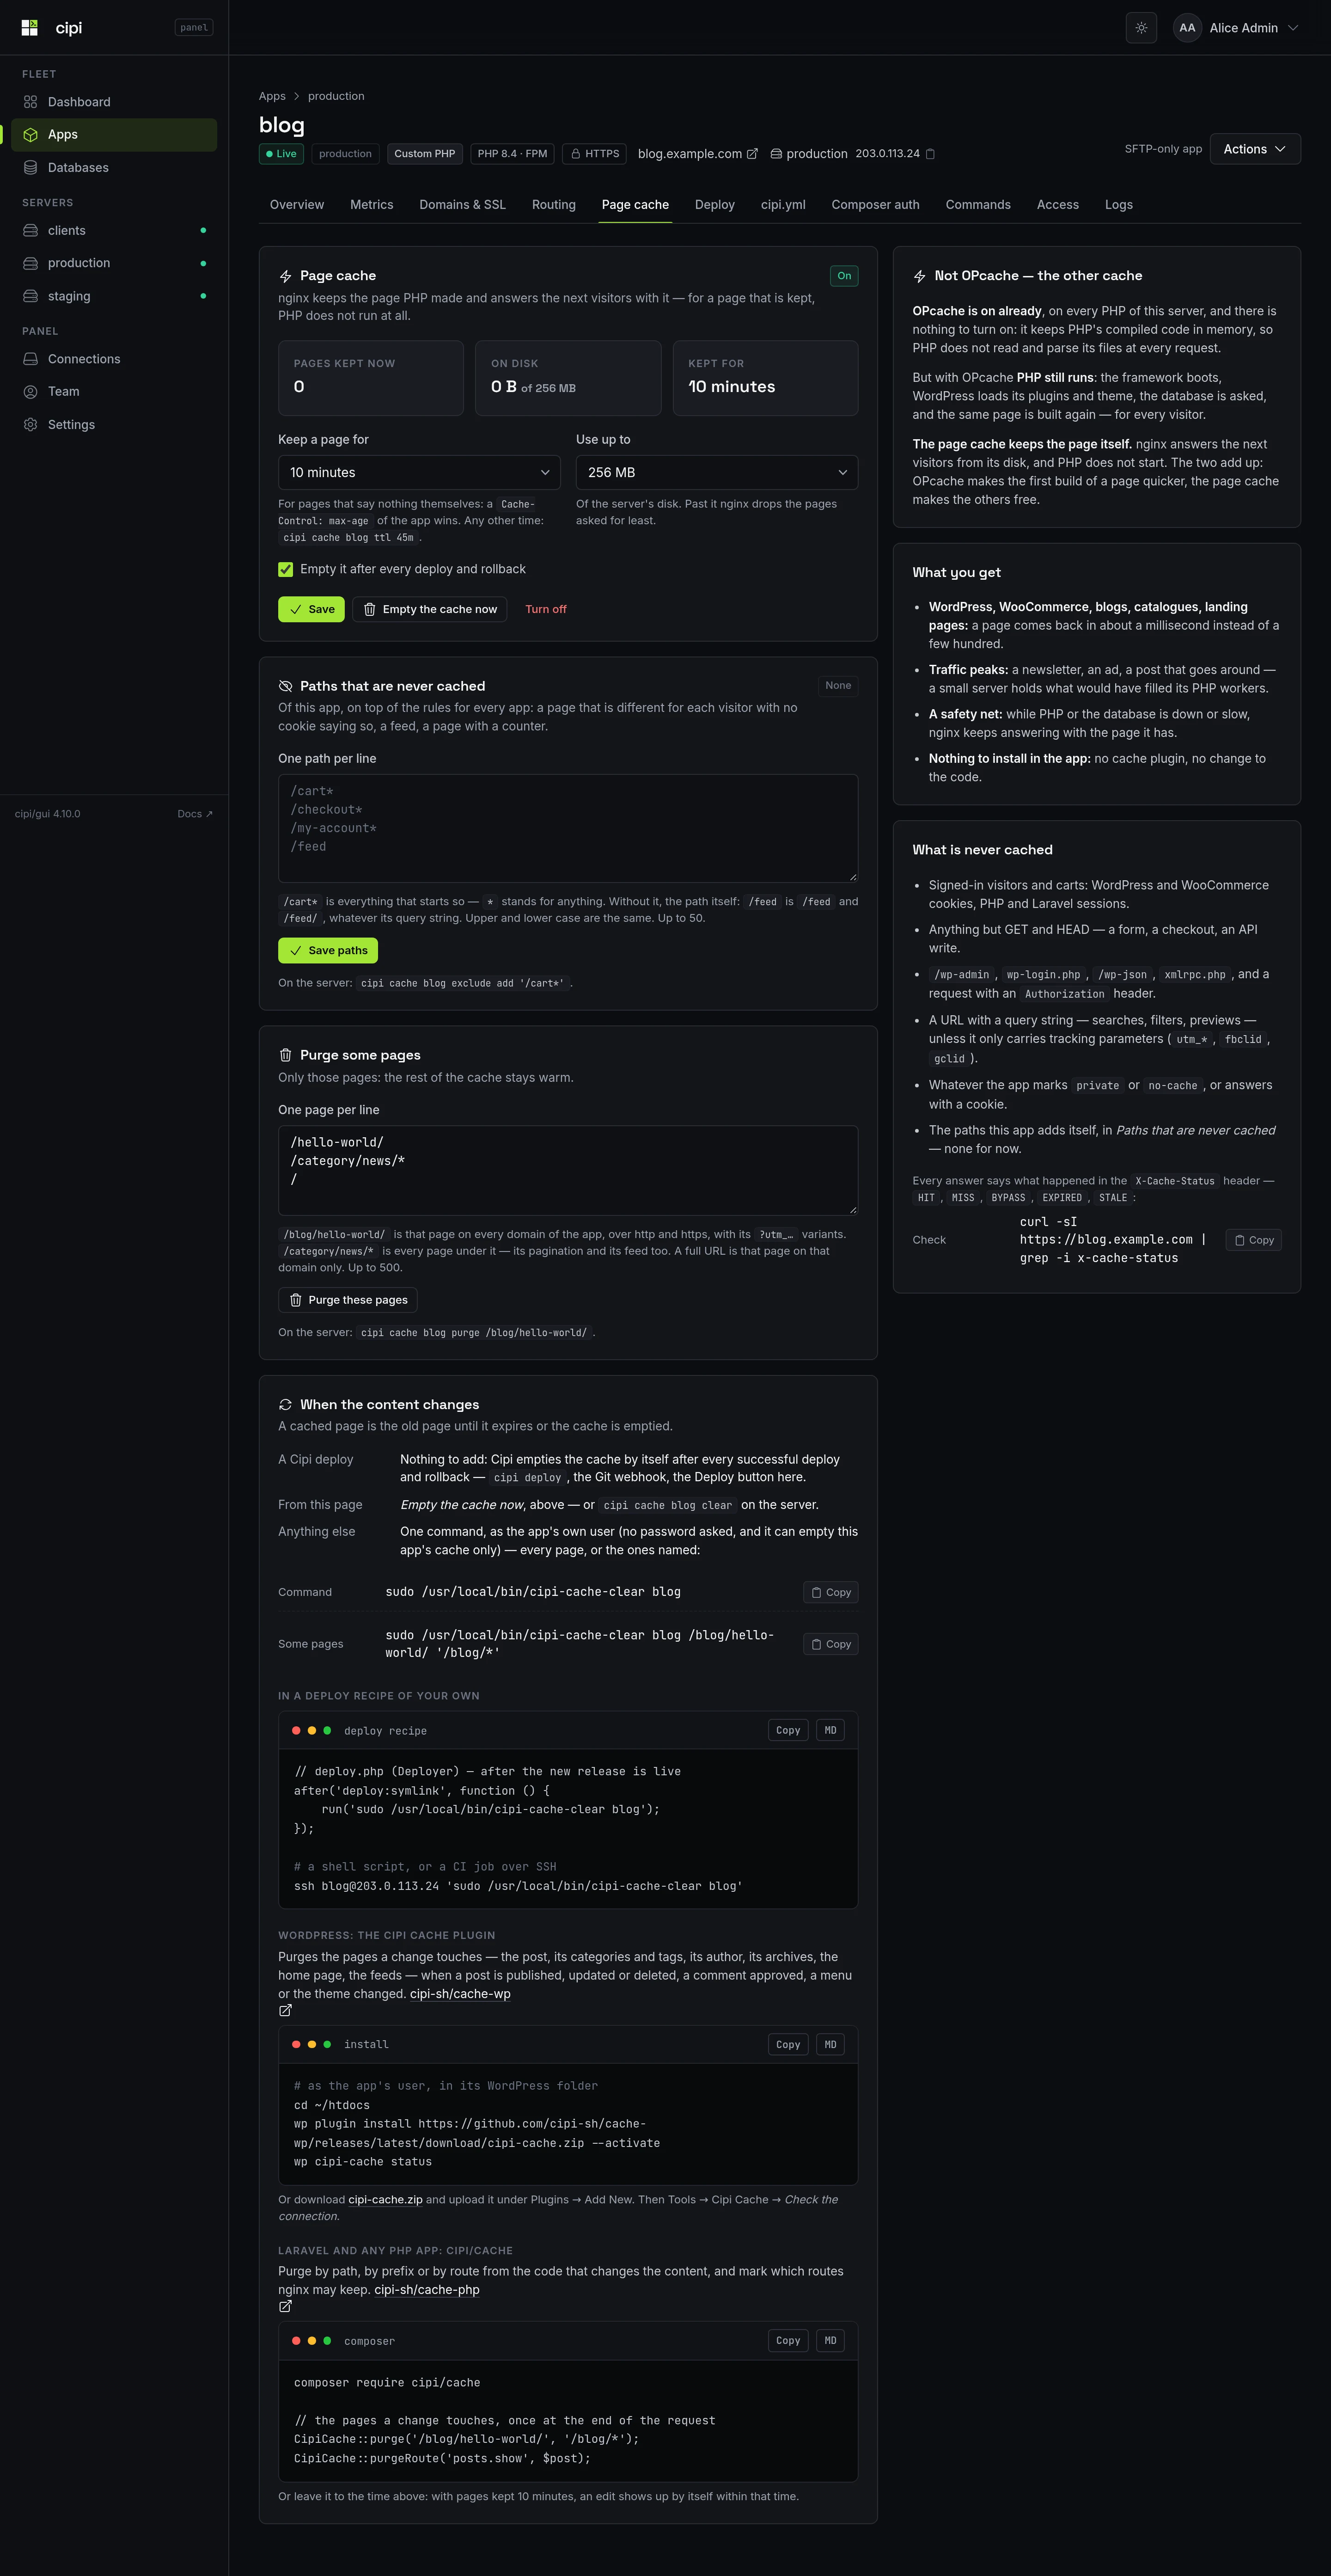 cipi
panel
AA
Alice Admin
FLEET
Dashboard
Apps
Databases
SERVERS
clients
production
staging
PANEL
Connections
Team
Settings
cipi/gui 4.10.0
Docs ↗
Apps > production
blog
Live
production
Custom PHP
PHP 8.4 · FPM
HTTPS
blog.example.com
production 203.0.113.24
SFTP-only app
Actions
Overview
Metrics
Domains & SSL
Routing
Page cache
Deploy
cipi.yml
Composer auth
Commands
Access
Logs
Page cache
On
nginx keeps the page PHP made and answers the next visitors with it — for a page that is kept,
PHP does not run at all.
PAGES KEPT NOW
0
ON DISK
0 B of 256 MB
KEPT FOR
10 minutes
Keep a page for
10 minutes
For pages that say nothing themselves: a Cache-
Control: max-age of the app wins. Any other time:
cipi cache blog ttl 45m.
Use up to
256 MB
Of the server's disk. Past it nginx drops the pages
asked for least.
Empty it after every deploy and rollback
Save
Empty the cache now
Turn off
Paths that are never cached
None
Of this app, on top of the rules for every app: a page that is different for each visitor with no
cookie saying so, a feed, a page with a counter.
One path per line
/cart*
/checkout*
/my-account*
/feed
/cart* is everything that starts so — * stands for anything. Without it, the path itself: /feed is /feed and
/feed/, whatever its query string. Upper and lower case are the same. Up to 50.
Save paths
On the server: cipi cache blog exclude add '/cart*'.
Purge some pages
Only those pages: the rest of the cache stays warm.
One page per line
/hello-world/
/category/news/*
/
/blog/hello-world/ is that page on every domain of the app, over http and https, with its ?utm_… variants.
/category/news/* is every page under it — its pagination and its feed too. A full URL is that page on that
domain only. Up to 500.
Purge these pages
On the server: cipi cache blog purge /blog/hello-world/.
When the content changes
A cached page is the old page until it expires or the cache is emptied.
A Cipi deploy
Nothing to add: Cipi empties the cache by itself after every successful deploy
and rollback — cipi deploy, the Git webhook, the Deploy button here.
From this page
Empty the cache now, above — or cipi cache blog clear on the server.
Anything else
One command, as the app's own user (no password asked, and it can empty this
app's cache only) — every page, or the ones named:
Command
sudo /usr/local/bin/cipi-cache-clear blog
Copy
Some pages
sudo /usr/local/bin/cipi-cache-clear blog /blog/hello-
world/ '/blog/*'
Copy
IN A DEPLOY RECIPE OF YOUR OWN
deploy recipe
Copy
MD
// deploy.php (Deployer) — after the new release is live
after('deploy:symlink', function () {
run('sudo /usr/local/bin/cipi-cache-clear blog');
});
# a shell script, or a CI job over SSH
ssh blog@203.0.113.24 'sudo /usr/local/bin/cipi-cache-clear blog'
WORDPRESS: THE CIPI CACHE PLUGIN
Purges the pages a change touches — the post, its categories and tags, its author, its archives, the
home page, the feeds — when a post is published, updated or deleted, a comment approved, a menu
or the theme changed. cipi-sh/cache-wp
install
Copy
MD
# as the app's user, in its WordPress folder
cd ~/htdocs
wp plugin install https://github.com/cipi-sh/cache-
wp/releases/latest/download/cipi-cache.zip --activate
wp cipi-cache status
Or download cipi-cache.zip and upload it under Plugins → Add New. Then Tools → Cipi Cache → Check the
connection.
LARAVEL AND ANY PHP APP: CIPI/CACHE
Purge by path, by prefix or by route from the code that changes the content, and mark which routes
nginx may keep. cipi-sh/cache-php
composer
Copy
MD
composer require cipi/cache
// the pages a change touches, once at the end of the request
CipiCache::purge('/blog/hello-world/', '/blog/*');
CipiCache::purgeRoute('posts.show', $post);
Or leave it to the time above: with pages kept 10 minutes, an edit shows up by itself within that time.
Not OPcache — the other cache
OPcache is on already, on every PHP of this server, and there is
nothing to turn on: it keeps PHP's compiled code in memory, so
PHP does not read and parse its files at every request.
But with OPcache PHP still runs: the framework boots,
WordPress loads its plugins and theme, the database is asked,
and the same page is built again — for every visitor.
The page cache keeps the page itself. nginx answers the next
visitors from its disk, and PHP does not start. The two add up:
OPcache makes the first build of a page quicker, the page cache
makes the others free.
What you get
• WordPress, WooCommerce, blogs, catalogues, landing
pages: a page comes back in about a millisecond instead of a
few hundred.
• Traffic peaks: a newsletter, an ad, a post that goes around —
a small server holds what would have filled its PHP workers.
• A safety net: while PHP or the database is down or slow,
nginx keeps answering with the page it has.
• Nothing to install in the app: no cache plugin, no change to
the code.
What is never cached
• Signed-in visitors and carts: WordPress and WooCommerce
cookies, PHP and Laravel sessions.
• Anything but GET and HEAD — a form, a checkout, an API
write.
• /wp-admin, wp-login.php, /wp-json, xmlrpc.php, and a
request with an Authorization header.
• A URL with a query string — searches, filters, previews —
unless it only carries tracking parameters (utm_*, fbclid,
gclid).
• Whatever the app marks private or no-cache, or answers
with a cookie.
• The paths this app adds itself, in Paths that are never cached
— none for now.
Every answer says what happened in the X-Cache-Status header —
HIT, MISS, BYPASS, EXPIRED, STALE:
Check
curl -sI
https://blog.example.com |
grep -i x-cache-status
Copy